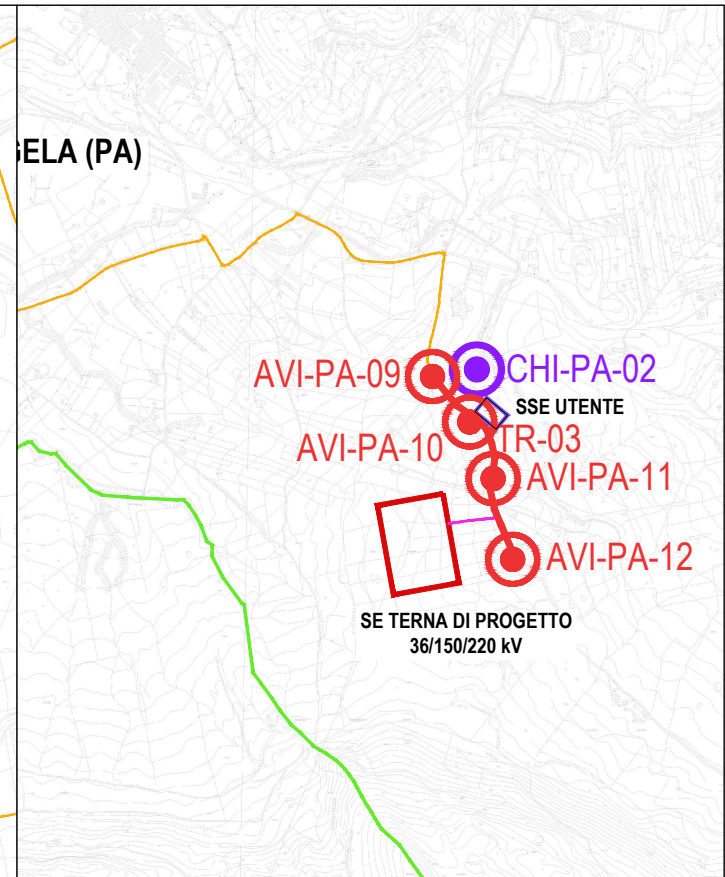 GELA (PA)
AVI-PA-09
CHI-PA-02
SSE UTENTE
AVI-PA-10
TR-03
AVI-PA-11
AVI-PA-12
SE TERNA DI PROGETTO
36/150/220 kV